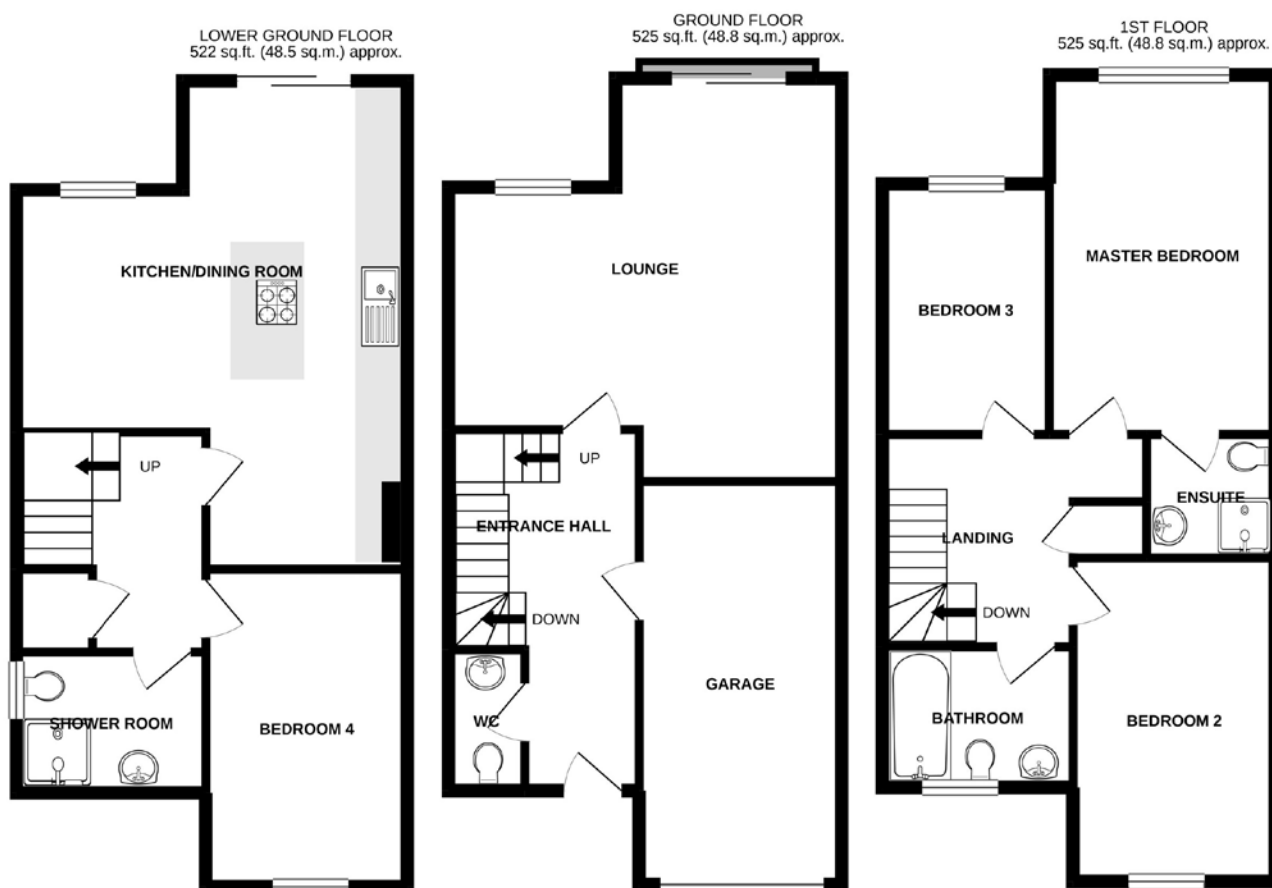 LOWER GROUND FLOOR
522 sq.ft. (48.5 sq.m.) approx.
KITCHEN/DINING ROOM
UP
SHOWER ROOM
BEDROOM 4
GROUND FLOOR
525 sq.ft. (48.8 sq.m.) approx.
LOUNGE
UP
ENTRANCE HALL
DOWN
WC
GARAGE
1ST FLOOR
525 sq.ft. (48.8 sq.m.) approx.
MASTER BEDROOM
BEDROOM 3
ENSUITE
LANDING
DOWN
BATHROOM
BEDROOM 2